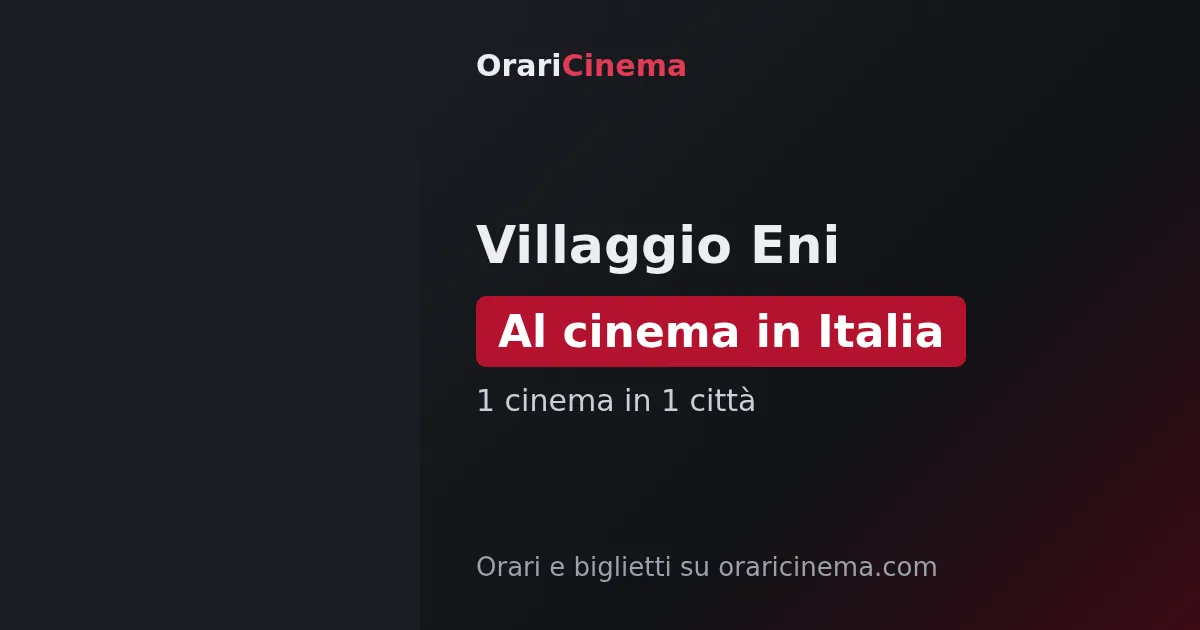 OrariCinema
Villaggio Eni
Al cinema in Italia
1 cinema in 1 città
Orari e biglietti su oraricinema.com